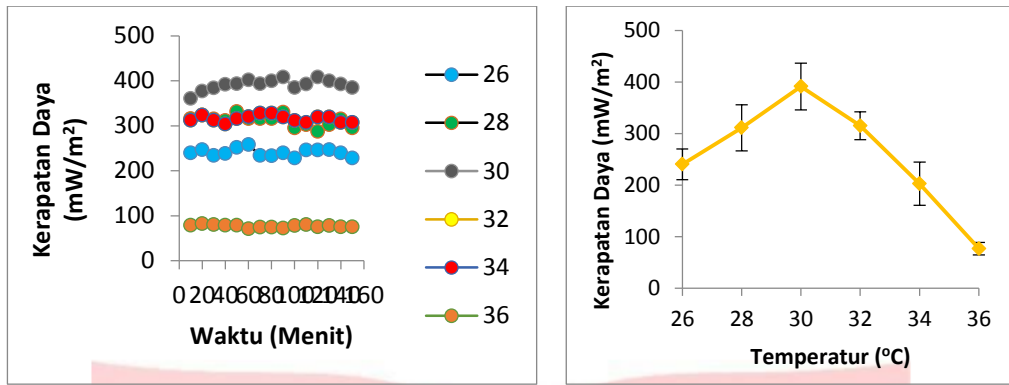 Kerapatan Daya
(mW/m²)
500
400
300
200
100
0
0 20 40 60 80 100 120 140 160
Waktu (Menit)
26
28
30
32
34
36
Kerapatan Daya (mW/m²)
500
400
300
200
100
0
26 28 30 32 34 36
Temperatur (ºC)